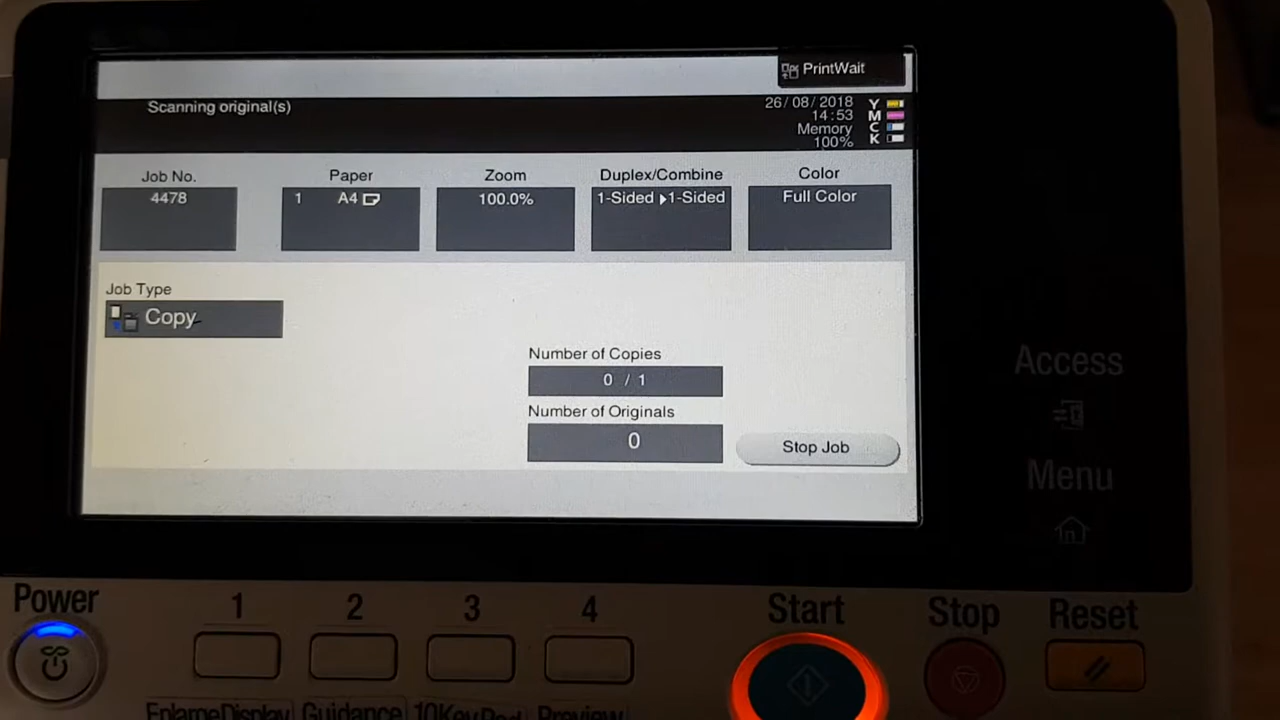 PrintWait
Scanning original(s)
26/08/2018
14:53
Memory
100%
Y
M
C
K
Job No.
4478
Paper
1 A4
Zoom
100.0%
Duplex/Combine
1-Sided ▶1-Sided
Color
Full Color
Job Type
Copy
Number of Copies
0 / 1
Number of Originals
0
Stop Job
Access
Menu
Power
1
2
3
4
Start
Stop
Reset
EnlargeDisplay
Guidance
10KeyPad
Preview